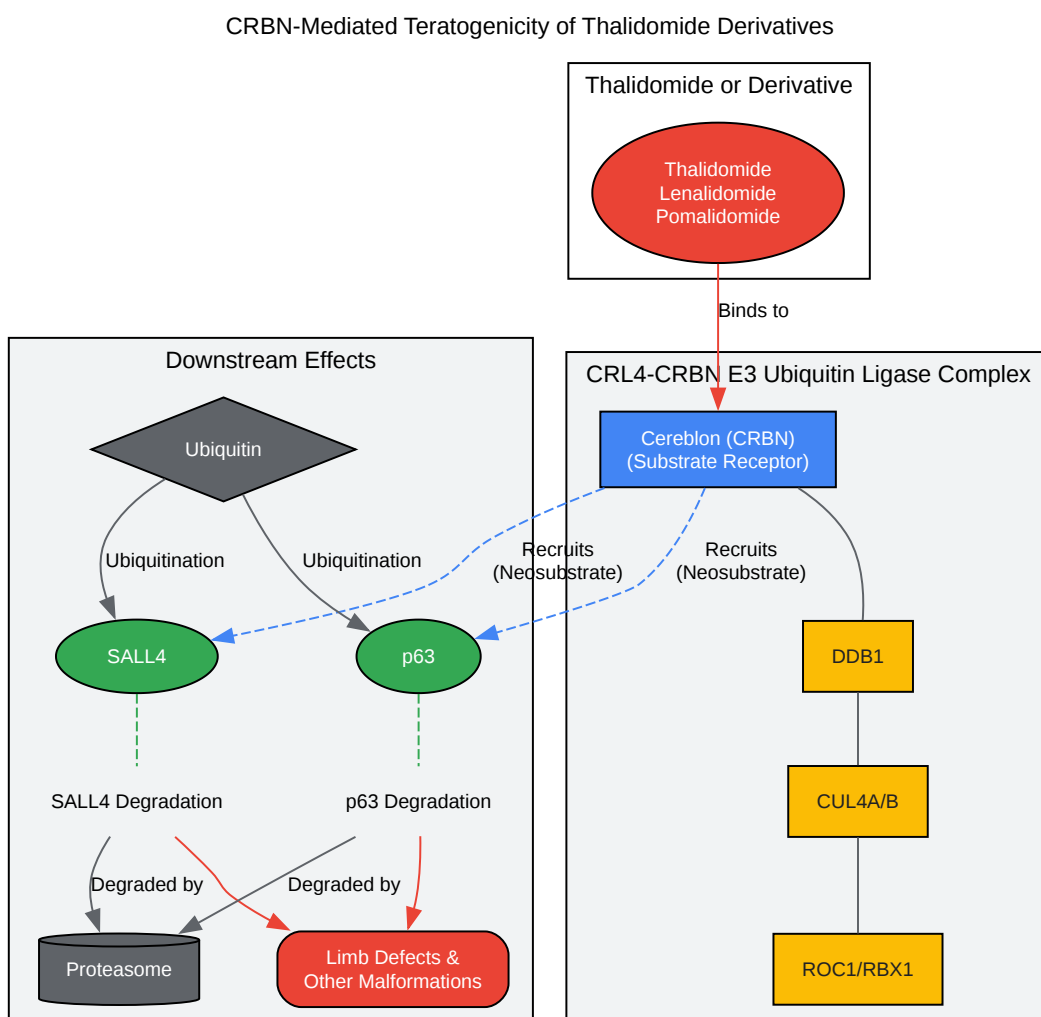 CRBN-Mediated Teratogenicity of Thalidomide Derivatives
Thalidomide or Derivative
Thalidomide
Lenalidomide
Pomalidomide
Binds to
Downstream Effects
CRL4-CRBN E3 Ubiquitin Ligase Complex
Ubiquitin
Cereblon (CRBN)
(Substrate Receptor)
Ubiquitination
Ubiquitination
Recruits
(Neosubstrate)
Recruits
(Neosubstrate)
SALL4
p63
DDB1
SALL4 Degradation
p63 Degradation
CUL4A/B
Degraded by
Degraded by
Proteasome
Limb Defects &
Other Malformations
ROC1/RBX1